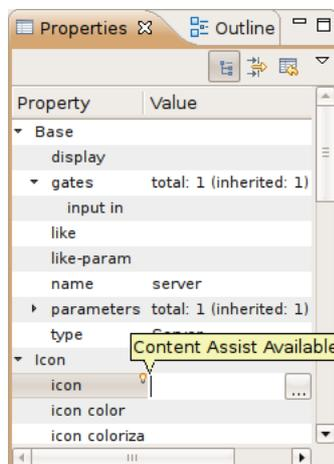 Properties Outline
Property Value
Base
display
gates total: 1 (inherited: 1)
input in
like
like-param
name server
parameters total: 1 (inherited: 1)
type
Content Assist Available
Icon
icon ...
icon color
icon coloriza